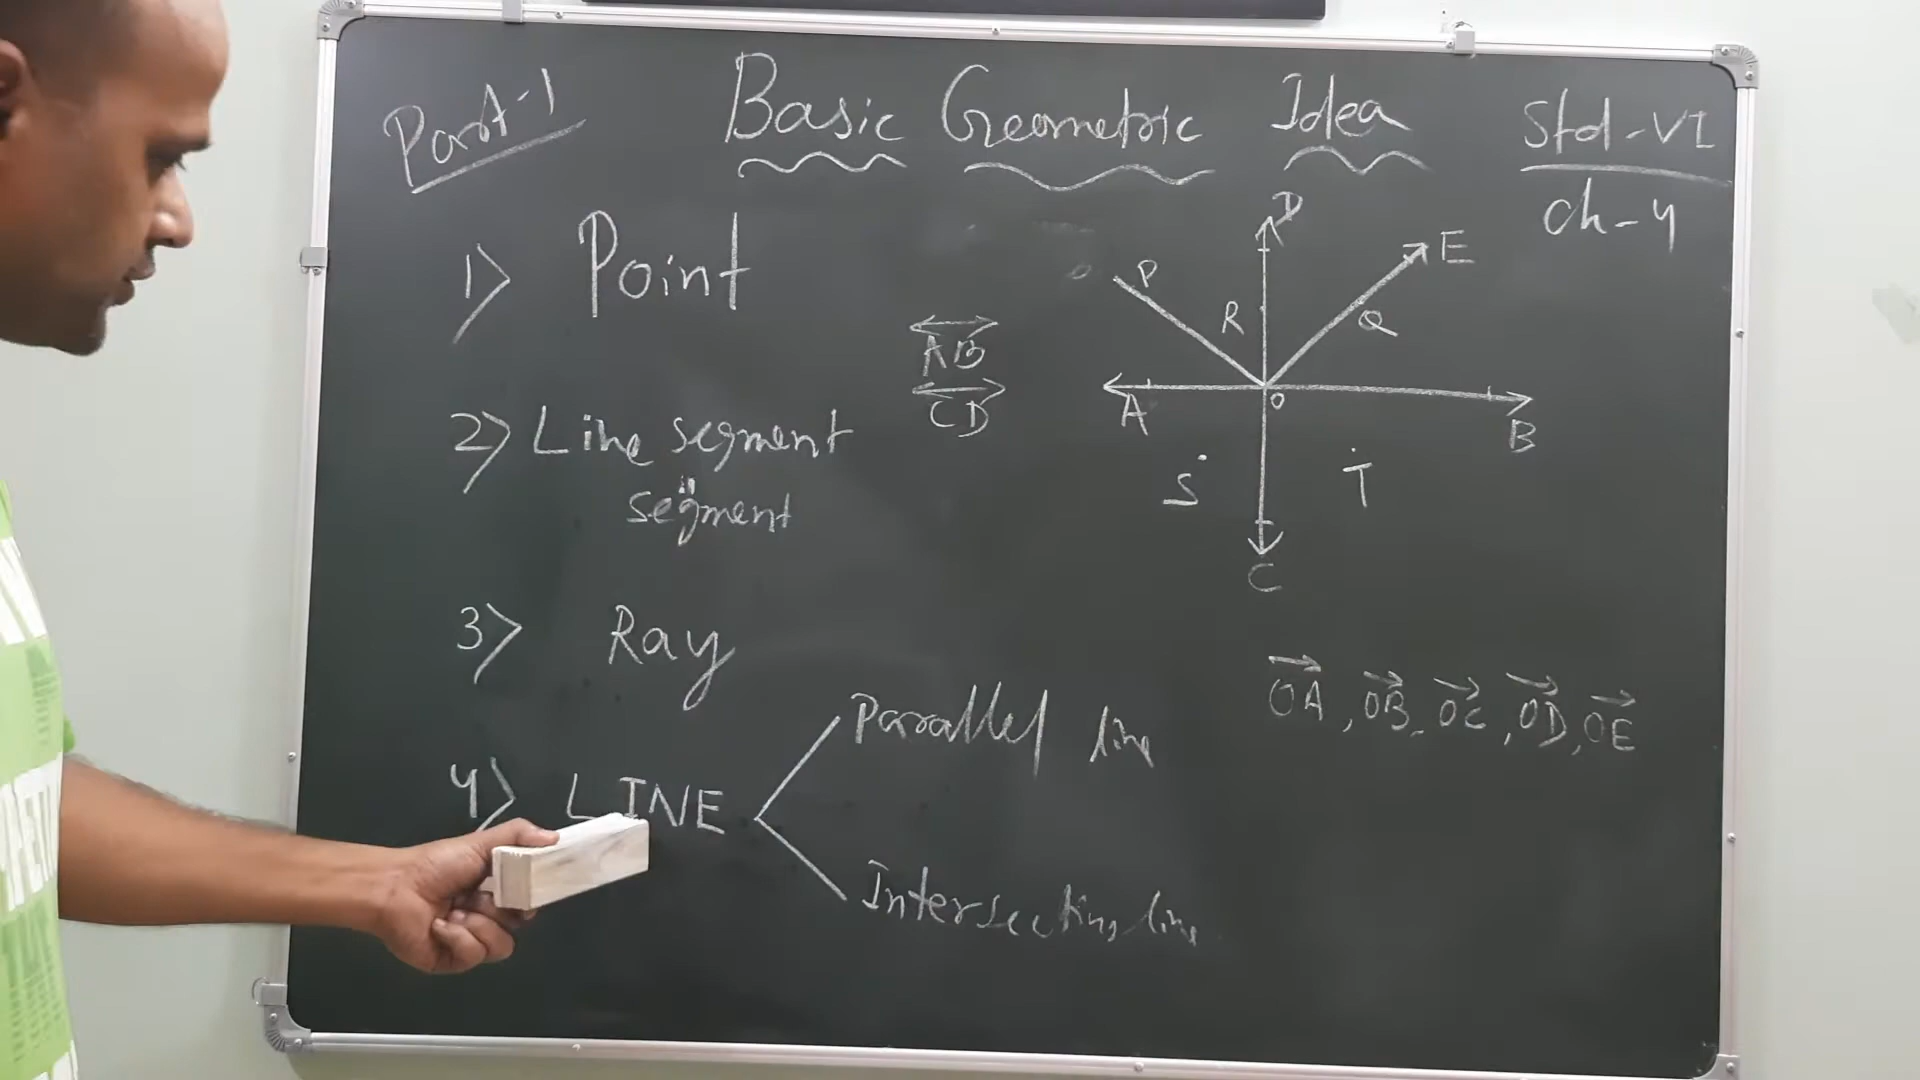 Part-1
Basic Geometric Idea
Std-VI
Ch-4
1) Point
2) Line segment
segment
3) Ray
4) LINE
Parallel line
Intersecting line
AB
CD
D
E
P
R
Q
A
O
B
S
T
C
OA, OB, OC, OD, OE